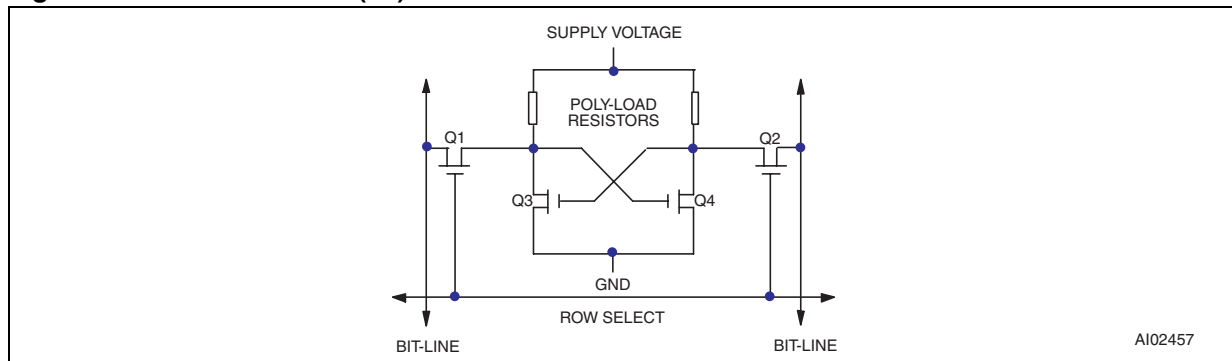 SUPPLY VOLTAGE
POLY-LOAD
RESISTORS
Q1
Q2
Q3
Q4
GND
ROW SELECT
BIT-LINE
BIT-LINE
AI02457